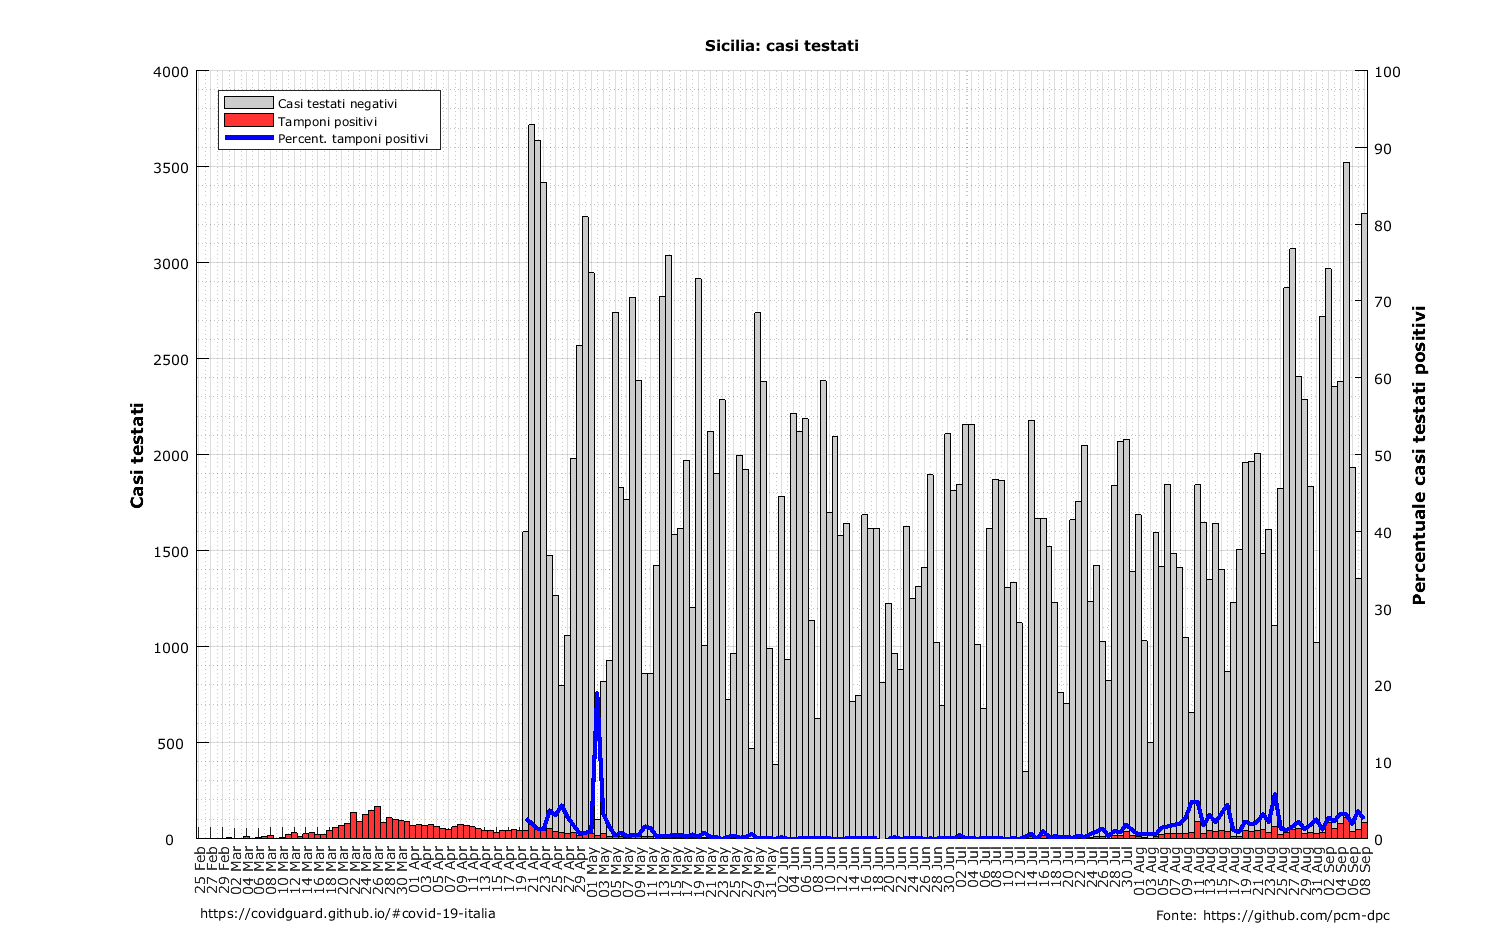 Sicilia: casi testati
4000
3500
3000
2500
2000
1500
1000
500
0
Casi testati
Casi testati negativi
Tamponi positivi
Percent. tamponi positivi
100
90
80
70
60
50
40
30
20
10
0
Percentuale casi testati positivi
25 Feb
27 Feb
29 Feb
02 Mar
04 Mar
06 Mar
08 Mar
10 Mar
12 Mar
14 Mar
16 Mar
18 Mar
20 Mar
22 Mar
24 Mar
26 Mar
28 Mar
30 Mar
01 Apr
03 Apr
05 Apr
07 Apr
09 Apr
11 Apr
13 Apr
15 Apr
17 Apr
19 Apr
21 Apr
23 Apr
25 Apr
27 Apr
29 Apr
01 May
03 May
05 May
07 May
09 May
11 May
13 May
15 May
17 May
19 May
21 May
23 May
25 May
27 May
29 May
31 May
02 Jun
04 Jun
06 Jun
08 Jun
10 Jun
12 Jun
14 Jun
16 Jun
18 Jun
20 Jun
22 Jun
24 Jun
26 Jun
28 Jun
30 Jun
02 Jul
04 Jul
06 Jul
08 Jul
10 Jul
12 Jul
14 Jul
16 Jul
18 Jul
20 Jul
22 Jul
24 Jul
26 Jul
28 Jul
30 Jul
01 Aug
03 Aug
05 Aug
07 Aug
09 Aug
11 Aug
13 Aug
15 Aug
17 Aug
19 Aug
21 Aug
23 Aug
25 Aug
27 Aug
29 Aug
31 Aug
02 Sep
04 Sep
06 Sep
08 Sep
https://covidguard.github.io/#covid-19-italia
Fonte: https://github.com/pcm-dpc